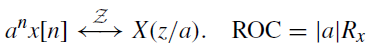 aⁿx[n] ⟷^𝒵 X(z/a). ROC = |a|Rₓ